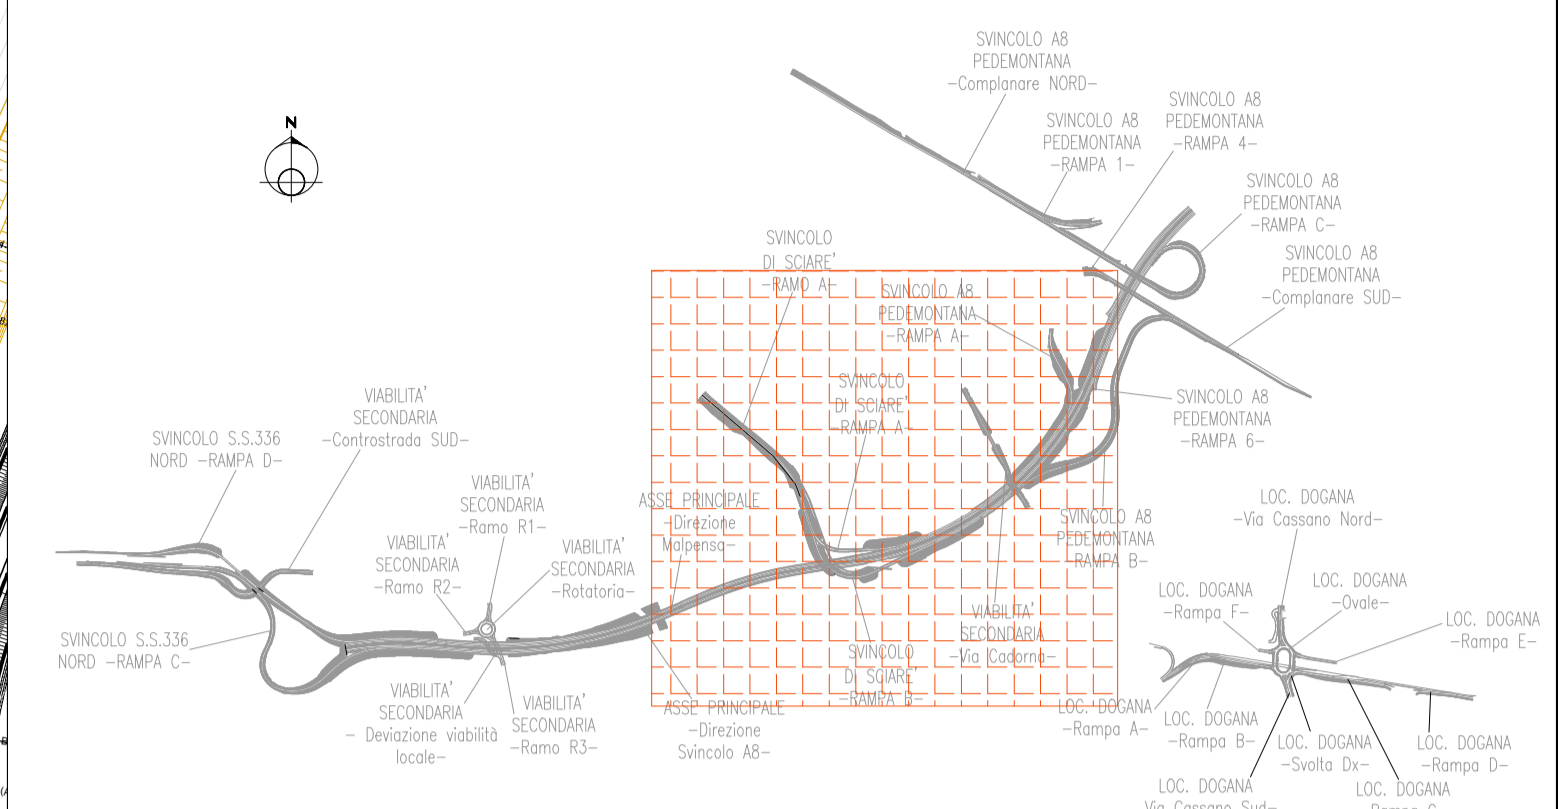 SVINCOLO A8
PEDEMONTANA
-Complanare NORD-
SVINCOLO A8
PEDEMONTANA
-RAMPA 4-
SVINCOLO A8
PEDEMONTANA
-RAMPA 1-
N
SVINCOLO A8
PEDEMONTANA
-RAMPA C-
SVINCOLO
DI SCIARE'
-RAMO A-
SVINCOLO A8
PEDEMONTANA
-Complanare SUD-
SVINCOLO A8
PEDEMONTANA
-RAMPA A-
SVINCOLO
DI SCIARE'
-RAMPA A-
VIABILITA'
SECONDARIA
-Controstrada SUD-
SVINCOLO A8
PEDEMONTANA
-RAMPA 6-
SVINCOLO S.S.336
NORD -RAMPA D-
VIABILITA'
SECONDARIA
-Ramo R1-
ASSE PRINCIPALE
-Direzione
Malpensa-
LOC. DOGANA
-Via Cassano Nord-
SVINCOLO A8
PEDEMONTANA
-RAMPA B-
VIABILITA'
SECONDARIA
-Ramo R2-
VIABILITA'
SECONDARIA
-Rotatoria-
LOC. DOGANA
-Rampa F-
LOC. DOGANA
-Ovale-
VIABILITA'
SECONDARIA
-Via Cadorna-
LOC. DOGANA
-Rampa E-
SVINCOLO S.S.336
NORD -RAMPA C-
SVINCOLO
DI SCIARE'
-RAMPA B-
VIABILITA'
SECONDARIA
- Deviazione viabilità
locale-
VIABILITA'
SECONDARIA
-Ramo R3-
ASSE PRINCIPALE
-Direzione
Svincolo A8-
LOC. DOGANA
-Rampa A-
LOC. DOGANA
-Rampa B-
LOC. DOGANA
-Svolta Dx-
LOC. DOGANA
-Rampa D-
LOC. DOGANA
-Via Cassano Sud-
LOC. DOGANA
-Rampa C-